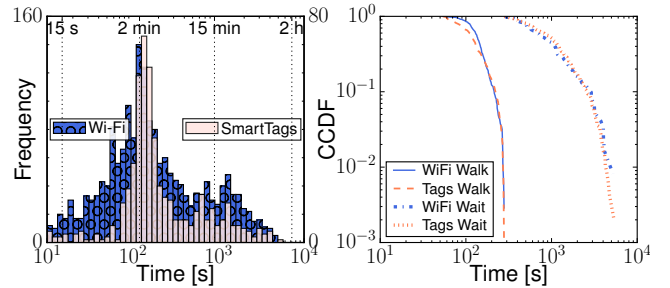 160
80
15 s
2 min
15 min
2 h
Frequency
Wi-Fi
SmartTags
0
0
10^1
10^2
10^3
10^4
Time [s]
CCDF
10^0
10^-1
10^-2
10^-3
WiFi Walk
Tags Walk
WiFi Wait
Tags Wait
10^1
10^2
10^3
10^4
Time [s]